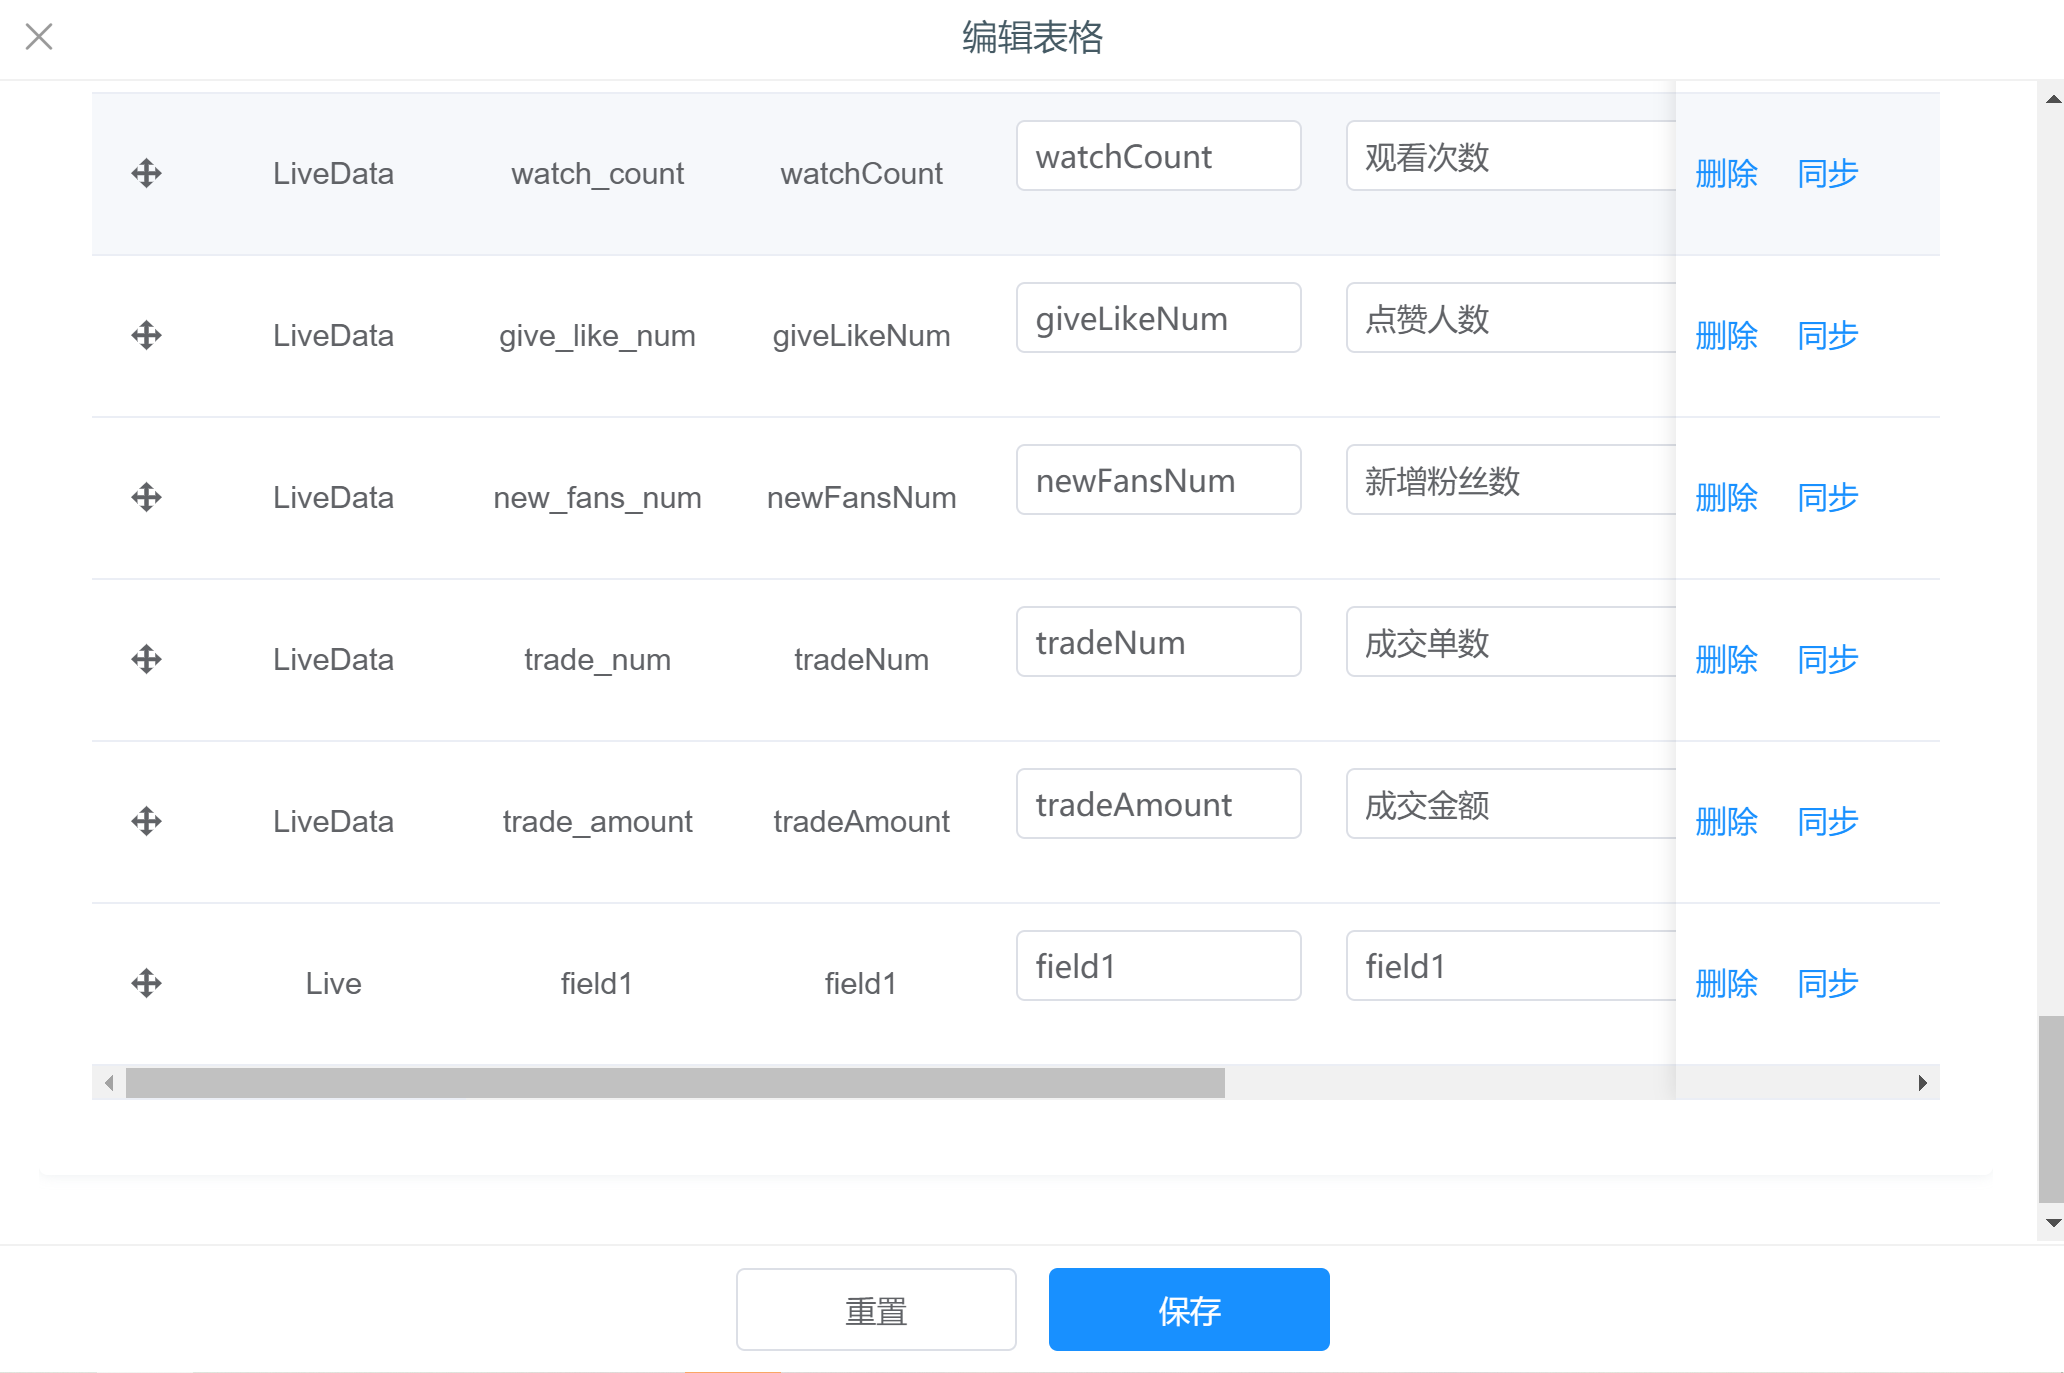 编辑表格
LiveData watch_count watchCount watchCount 观看次数 删除 同步
LiveData give_like_num giveLikeNum giveLikeNum 点赞人数 删除 同步
LiveData new_fans_num newFansNum newFansNum 新增粉丝数 删除 同步
LiveData trade_num tradeNum tradeNum 成交单数 删除 同步
LiveData trade_amount tradeAmount tradeAmount 成交金额 删除 同步
Live field1 field1 field1 field1 删除 同步
重置 保存